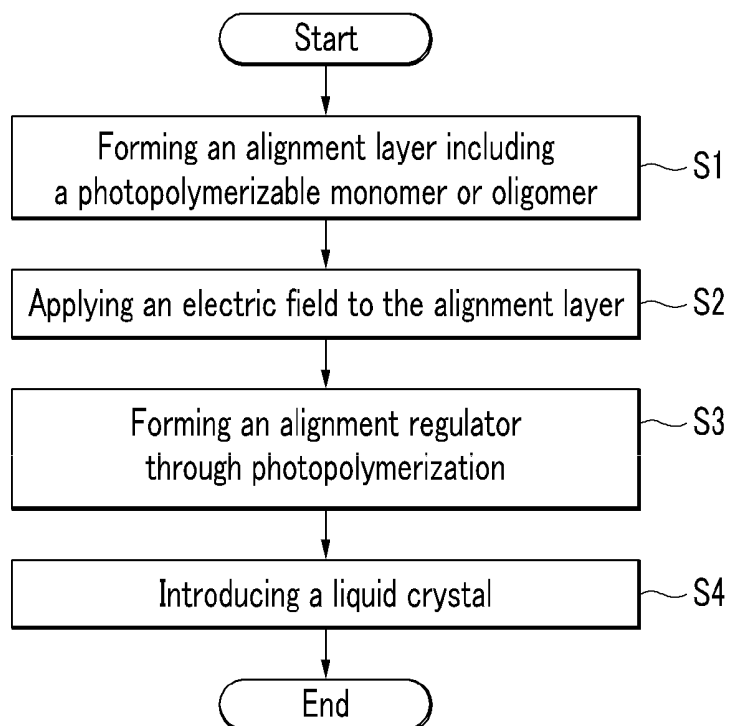 Start
Forming an alignment layer including
a photopolymerizable monomer or oligomer
S1
Applying an electric field to the alignment layer
S2
Forming an alignment regulator
through photopolymerization
S3
Introducing a liquid crystal
S4
End